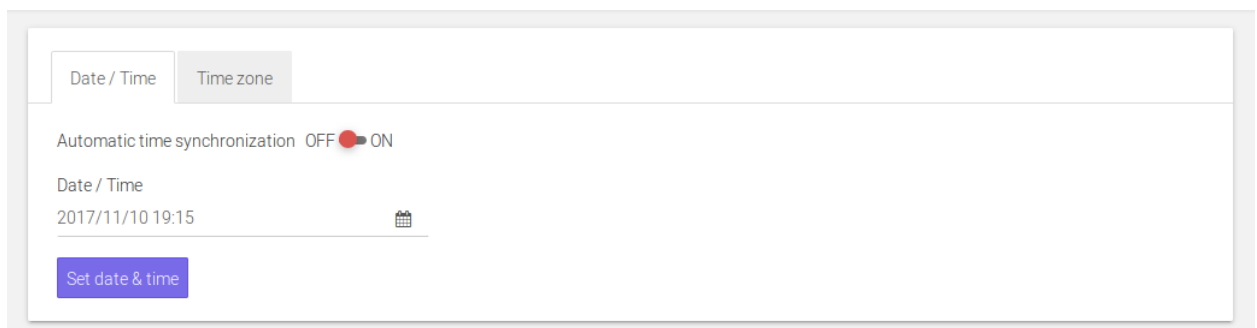 Date / Time Time zone
Automatic time synchronization OFF ON
Date / Time
2017/11/10 19:15
Set date & time